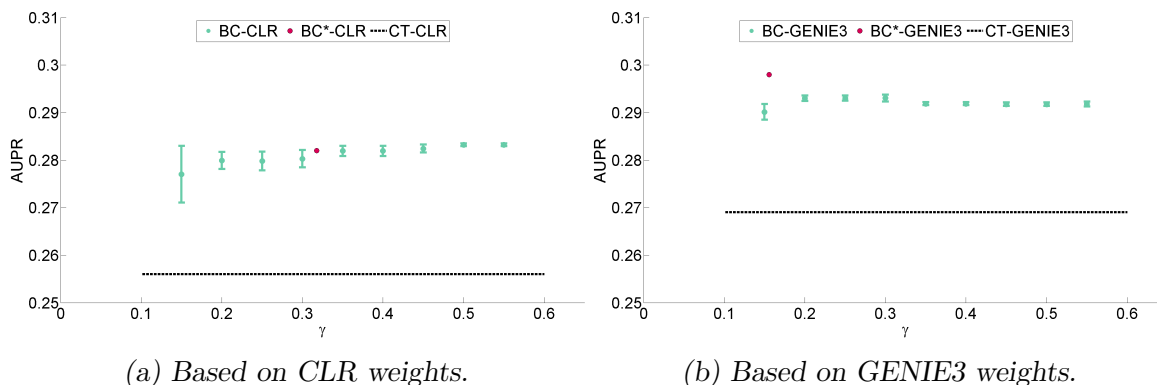 0.31
BC-CLR BC*-CLR CT-CLR
0.3
0.29
AUPR
0.28
0.27
0.26
0.25
0 0.1 0.2 0.3 0.4 0.5 0.6
γ
(a) Based on CLR weights.
0.31
BC-GENIE3 BC*-GENIE3 CT-GENIE3
0.3
0.29
AUPR
0.28
0.27
0.26
0.25
0 0.1 0.2 0.3 0.4 0.5 0.6
γ
(b) Based on GENIE3 weights.